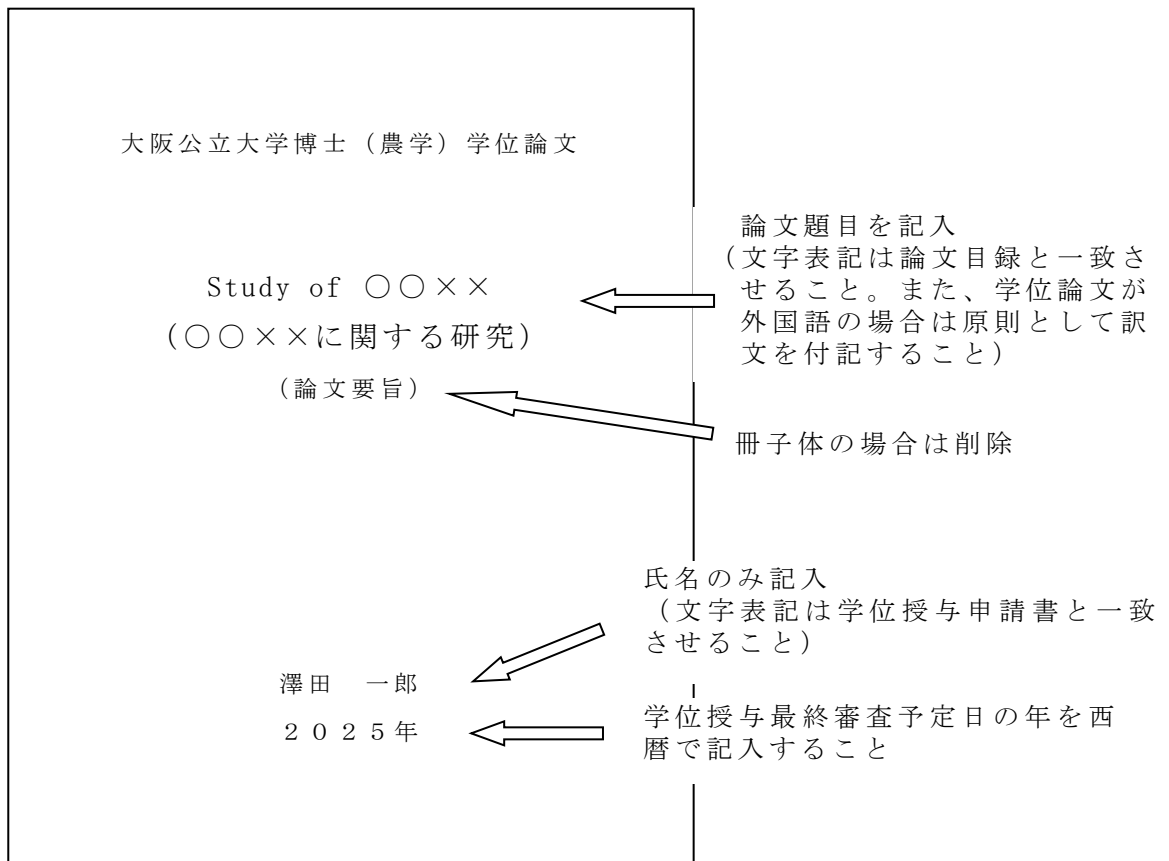 大阪公立大学博士（農学）学位論文
Study of ○○××
（○○××に関する研究）
（論文要旨）
論文題目を記入
（文字表記は論文目録と一致さ
せること。また、学位論文が
外国語の場合は原則として訳
文を付記すること）
冊子体の場合は削除
氏名のみ記入
（文字表記は学位授与申請書と一致
させること）
澤田　一郎
２０２５年
学位授与最終審査予定日の年を西
暦で記入すること